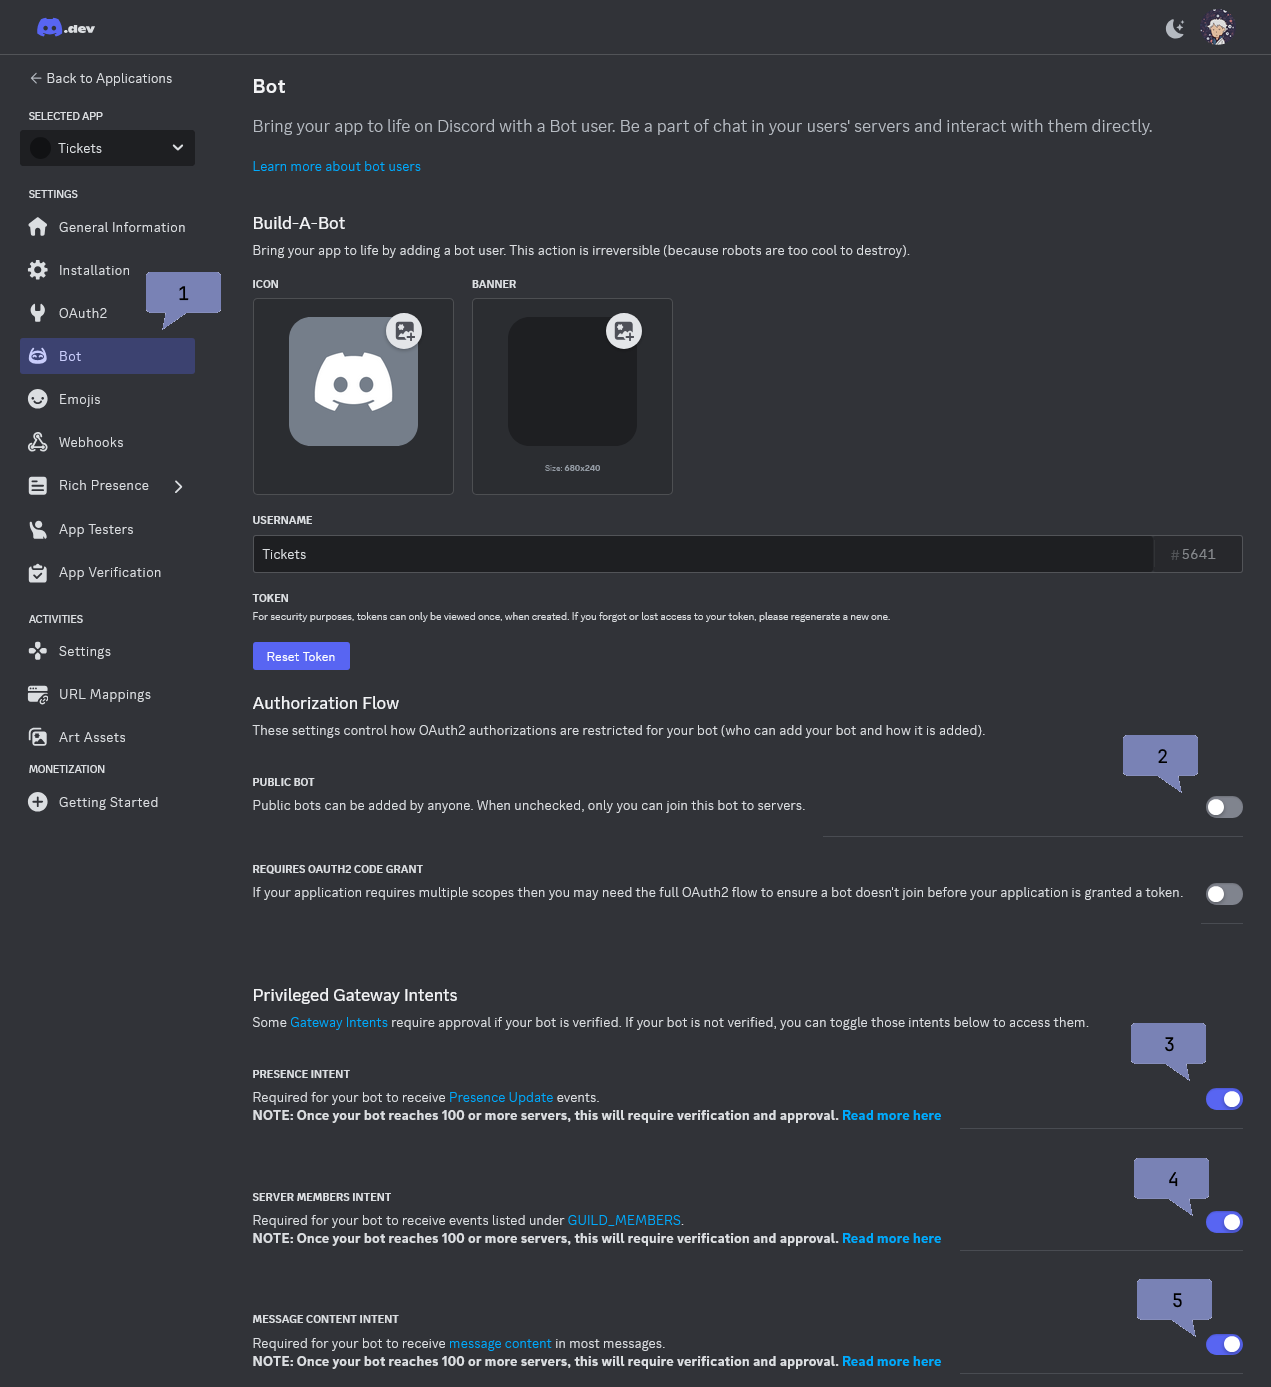 .dev
Back to Applications
SELECTED APP
Tickets
SETTINGS
General Information
Installation
1
OAuth2
Bot
Emojis
Webhooks
Rich Presence
App Testers
App Verification
ACTIVITIES
Settings
URL Mappings
Art Assets
MONETIZATION
Getting Started
Bot
Bring your app to life on Discord with a Bot user. Be a part of chat in your users' servers and interact with them directly.
Learn more about bot users
Build-A-Bot
Bring your app to life by adding a bot user. This action is irreversible (because robots are too cool to destroy).
ICON
BANNER
Size: 680x240
USERNAME
Tickets
#5641
TOKEN
For security purposes, tokens can only be viewed once, when created. If you forgot or lost access to your token, please regenerate a new one.
Reset Token
Authorization Flow
These settings control how OAuth2 authorizations are restricted for your bot (who can add your bot and how it is added).
2
PUBLIC BOT
Public bots can be added by anyone. When unchecked, only you can join this bot to servers.
REQUIRES OAUTH2 CODE GRANT
If your application requires multiple scopes then you may need the full OAuth2 flow to ensure a bot doesn't join before your application is granted a token.
Privileged Gateway Intents
Some Gateway Intents require approval if your bot is verified. If your bot is not verified, you can toggle those intents below to access them.
3
PRESENCE INTENT
Required for your bot to receive Presence Update events.
NOTE: Once your bot reaches 100 or more servers, this will require verification and approval. Read more here
4
SERVER MEMBERS INTENT
Required for your bot to receive events listed under GUILD_MEMBERS.
NOTE: Once your bot reaches 100 or more servers, this will require verification and approval. Read more here
5
MESSAGE CONTENT INTENT
Required for your bot to receive message content in most messages.
NOTE: Once your bot reaches 100 or more servers, this will require verification and approval. Read more here